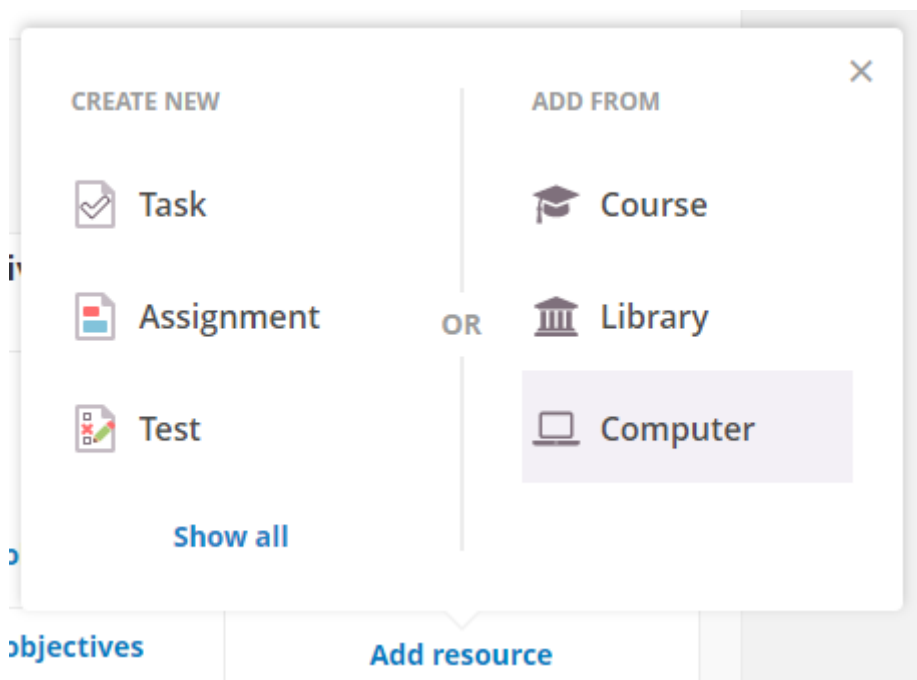 CREATE NEW
Task
Assignment
Test
Show all
OR
ADD FROM
Course
Library
Computer
objectives
Add resource